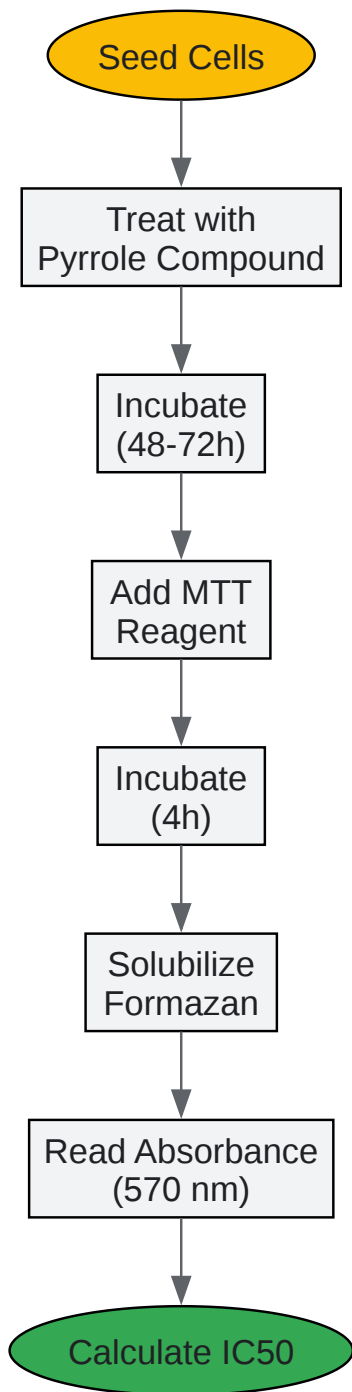 Seed Cells
Treat with
Pyrrole Compound
Incubate
(48-72h)
Add MTT
Reagent
Incubate
(4h)
Solubilize
Formazan
Read Absorbance
(570 nm)
Calculate IC50